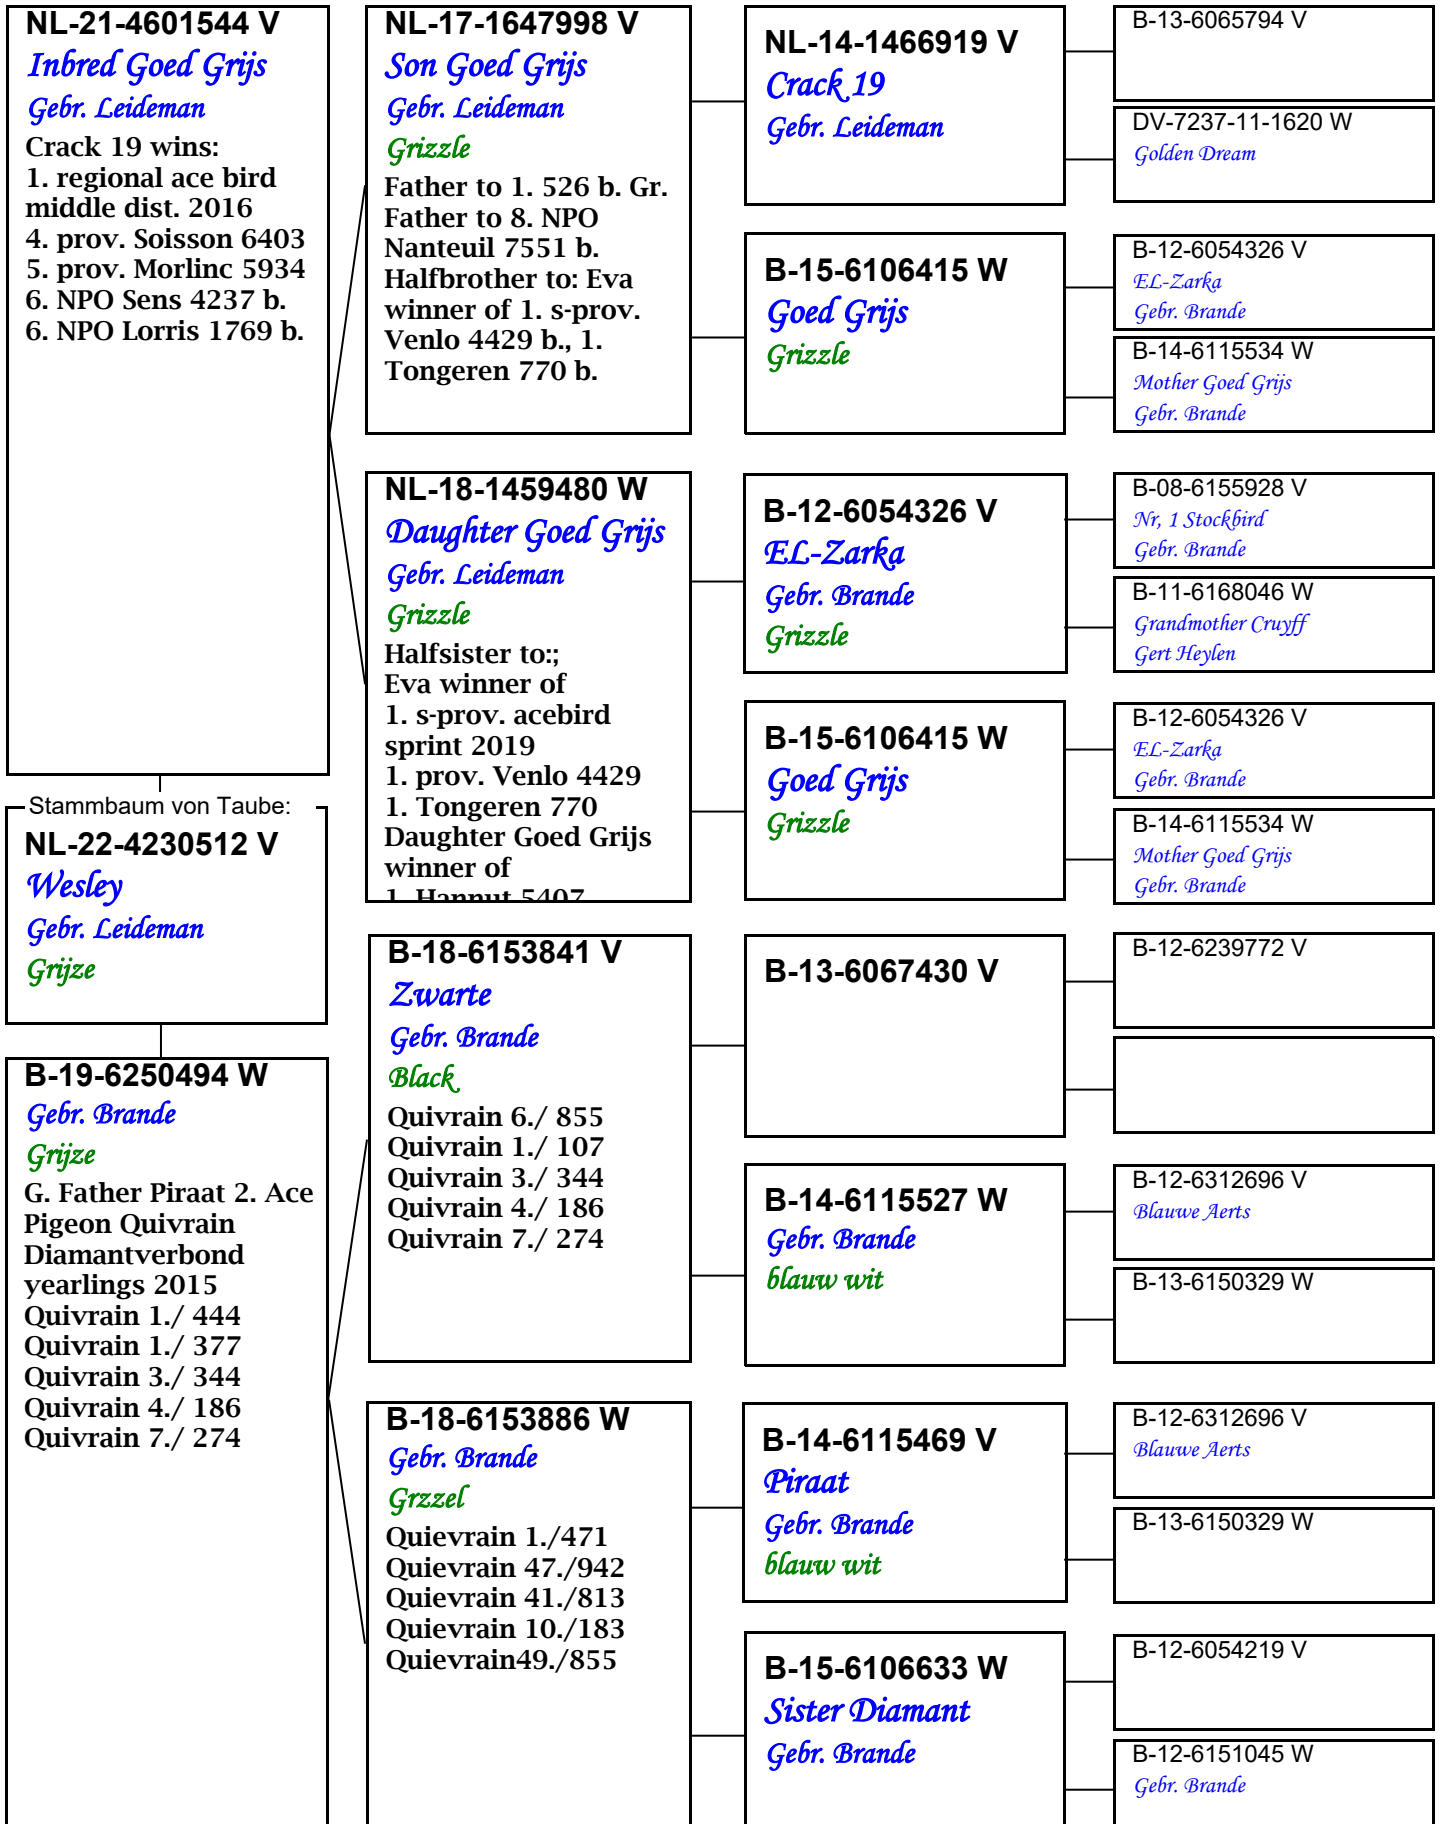 NL-21-4601544 V
Inbred Goed Grijs
Gebr. Leideman
Crack 19 wins:
1. regional ace bird
middle dist. 2016
4. prov. Soisson 6403
5. prov. Morlinc 5934
6. NPO Sens 4237 b.
6. NPO Lorris 1769 b.
Stammbaum von Taube:
NL-22-4230512 V
Wesley
Gebr. Leideman
Grijze
B-19-6250494 W
Gebr. Brande
Grijze
G. Father Piraat 2. Ace
Pigeon Quivrain
Diamantverbond
yearlings 2015
Quivrain 1./ 444
Quivrain 1./ 377
Quivrain 3./ 344
Quivrain 4./ 186
Quivrain 7./ 274
NL-17-1647998 V
Son Goed Grijs
Gebr. Leideman
Grizzle
Father to 1. 526 b. Gr.
Father to 8. NPO
Nanteuil 7551 b.
Halfbrother to: Eva
winner of 1. s-prov.
Venlo 4429 b., 1.
Tongeren 770 b.
NL-18-1459480 W
Daughter Goed Grijs
Gebr. Leideman
Grizzle
Halfsister to:;
Eva winner of
1. s-prov. acebird
sprint 2019
1. prov. Venlo 4429
1. Tongeren 770
Daughter Goed Grijs
winner of
1. Hannut 5407
B-18-6153841 V
Zwarte
Gebr. Brande
Black
Quivrain 6./ 855
Quivrain 1./ 107
Quivrain 3./ 344
Quivrain 4./ 186
Quivrain 7./ 274
B-18-6153886 W
Gebr. Brande
Grzzel
Quievrain 1./471
Quievrain 47./942
Quievrain 41./813
Quievrain 10./183
Quievrain49./855
NL-14-1466919 V
Crack 19
Gebr. Leideman
B-15-6106415 W
Goed Grijs
Grizzle
B-12-6054326 V
EL-Zarka
Gebr. Brande
Grizzle
B-15-6106415 W
Goed Grijs
Grizzle
B-13-6067430 V
B-14-6115527 W
Gebr. Brande
blauw wit
B-14-6115469 V
Piraat
Gebr. Brande
blauw wit
B-15-6106633 W
Sister Diamant
Gebr. Brande
B-13-6065794 V
DV-7237-11-1620 W
Golden Dream
B-12-6054326 V
EL-Zarka
Gebr. Brande
B-14-6115534 W
Mother Goed Grijs
Gebr. Brande
B-08-6155928 V
Nr, 1 Stockbird
Gebr. Brande
B-11-6168046 W
Grandmother Cruyff
Gert Heylen
B-12-6054326 V
EL-Zarka
Gebr. Brande
B-14-6115534 W
Mother Goed Grijs
Gebr. Brande
B-12-6239772 V
B-12-6312696 V
Blauwe Aerts
B-13-6150329 W
B-12-6312696 V
Blauwe Aerts
B-13-6150329 W
B-12-6054219 V
B-12-6151045 W
Gebr. Brande